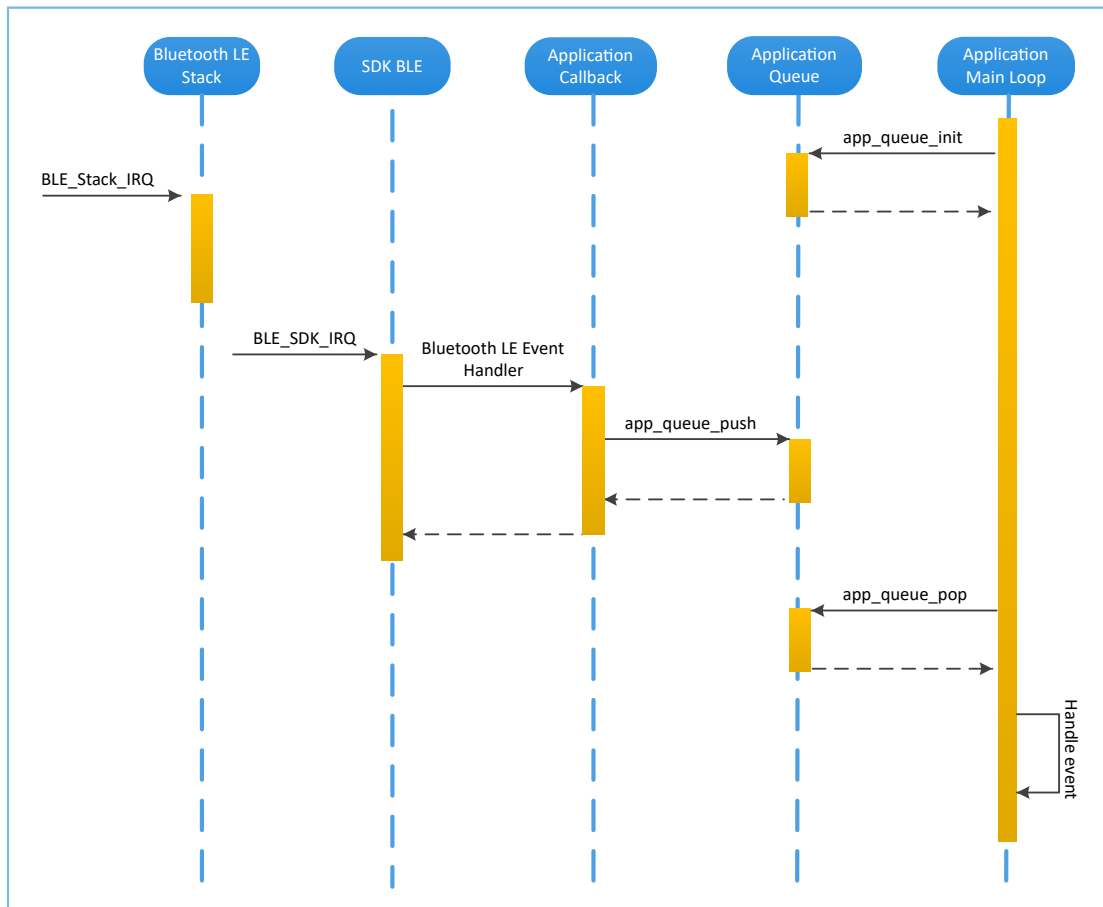 Bluetooth LE
Stack
SDK BLE
Application
Callback
Application
Queue
Application
Main Loop
app_queue_init
BLE_Stack_IRQ
BLE_SDK_IRQ
Bluetooth LE Event
Handler
app_queue_push
app_queue_pop
Handle event